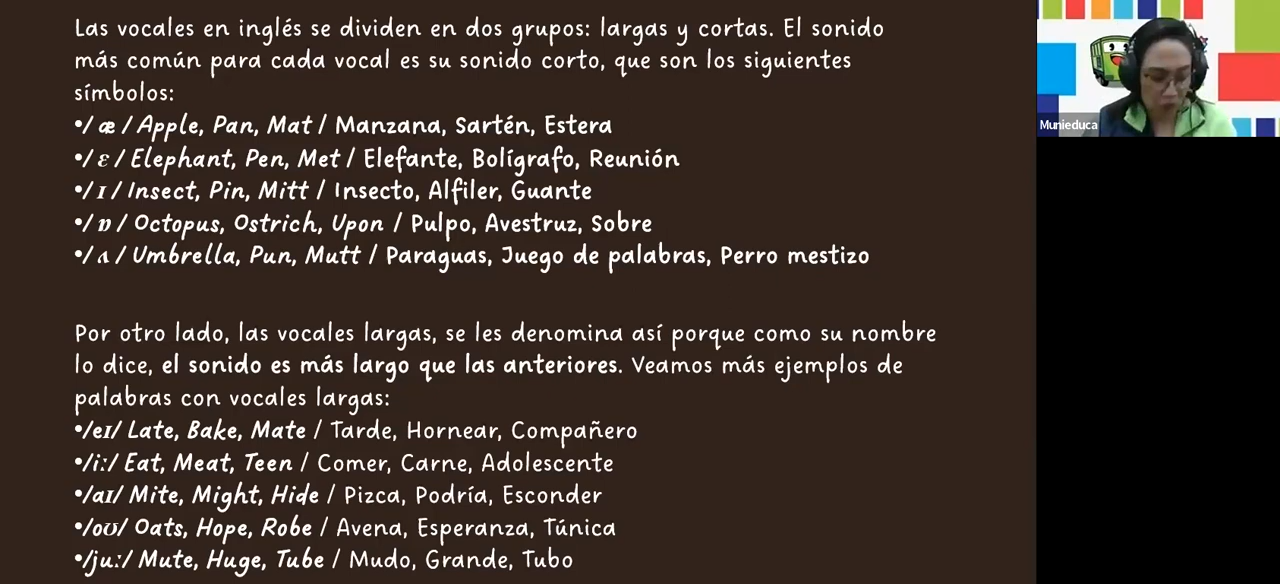 Las vocales en inglés se dividen en dos grupos: largas y cortas. El sonido
más común para cada vocal es su sonido corto, que son los siguientes
símbolos:
•/ æ / Apple, Pan, Mat / Manzana, Sartén, Estera
•/ ε / Elephant, Pen, Met / Elefante, Bolígrafo, Reunión
•/ ɪ / Insect, Pin, Mitt / Insecto, Alfiler, Guante
•/ ɒ / Octopus, Ostrich, Upon / Pulpo, Avestruz, Sobre
•/ ʌ / Umbrella, Pun, Mutt / Paraguas, Juego de palabras, Perro mestizo
Por otro lado, las vocales largas, se les denomina así porque como su nombre
lo dice, el sonido es más largo que las anteriores. Veamos más ejemplos de
palabras con vocales largas:
•/eɪ/ Late, Bake, Mate / Tarde, Hornear, Compañero
•/iː/ Eat, Meat, Teen / Comer, Carne, Adolescente
•/aɪ/ Mite, Might, Hide / Pizca, Podría, Esconder
•/oʊ/ Oats, Hope, Robe / Avena, Esperanza, Túnica
•/juː/ Mute, Huge, Tube / Mudo, Grande, Tubo
Munieduca